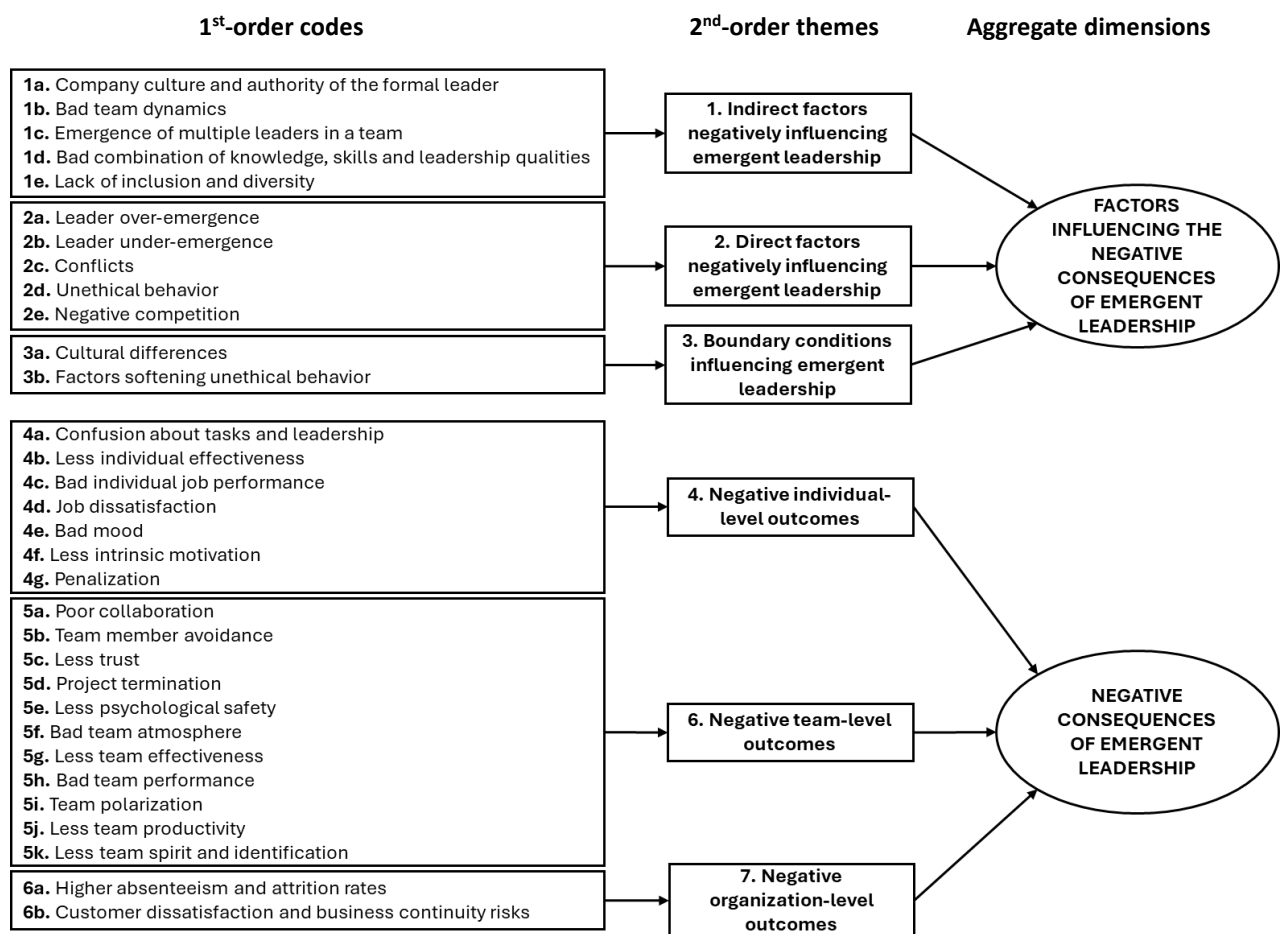 1st-order codes
2nd-order themes
Aggregate dimensions
1a. Company culture and authority of the formal leader
1b. Bad team dynamics
1c. Emergence of multiple leaders in a team
1d. Bad combination of knowledge, skills and leadership qualities
1e. Lack of inclusion and diversity
1. Indirect factors
negatively influencing
emergent leadership
2a. Leader over-emergence
2b. Leader under-emergence
2c. Conflicts
2d. Unethical behavior
2e. Negative competition
2. Direct factors
negatively influencing
emergent leadership
3a. Cultural differences
3b. Factors softening unethical behavior
3. Boundary conditions
influencing emergent
leadership
FACTORS
INFLUENCING THE
NEGATIVE
CONSEQUENCES
OF EMERGENT
LEADERSHIP
4a. Confusion about tasks and leadership
4b. Less individual effectiveness
4c. Bad individual job performance
4d. Job dissatisfaction
4e. Bad mood
4f. Less intrinsic motivation
4g. Penalization
4. Negative individual-
level outcomes
5a. Poor collaboration
5b. Team member avoidance
5c. Less trust
5d. Project termination
5e. Less psychological safety
5f. Bad team atmosphere
5g. Less team effectiveness
5h. Bad team performance
5i. Team polarization
5j. Less team productivity
5k. Less team spirit and identification
6. Negative team-level
outcomes
6a. Higher absenteeism and attrition rates
6b. Customer dissatisfaction and business continuity risks
7. Negative
organization-level
outcomes
NEGATIVE
CONSEQUENCES
OF EMERGENT
LEADERSHIP